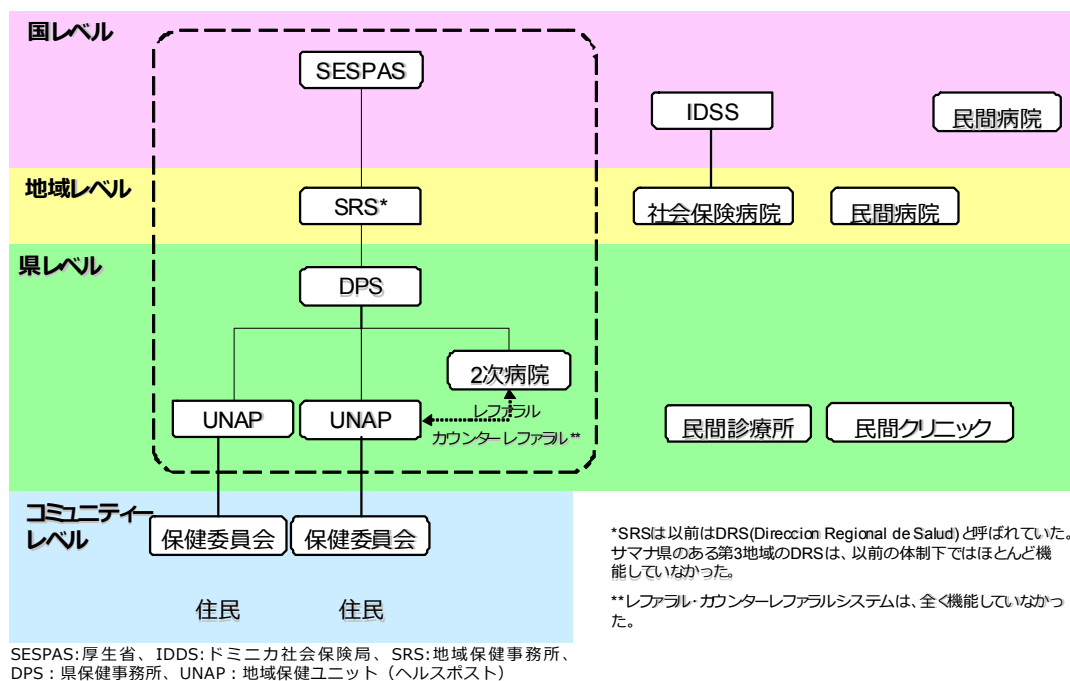 国レベル
SESPAS
IDSS
民間病院
地域レベル
SRS*
社会保険病院
民間病院
県レベル
DPS
2次病院
UNAP
UNAP
レファラル
カウンターレファラル**
民間診療所
民間クリニック
コミュニティー
レベル
保健委員会
保健委員会
住民
住民
*SRSは以前はDRS(Direccion Regional de Salud)と呼ばれていた。
サマナ県のある第3地域のDRSは、以前の体制下ではほとんど機
能していなかった。
**レファラル・カウンターレファラルシステムは、全く機能していなかっ
た。
SESPAS:厚生省、IDDS:ドミニカ社会保険局、SRS:地域保健事務所、
DPS：県保健事務所、UNAP：地域保健ユニット（ヘルスポスト）